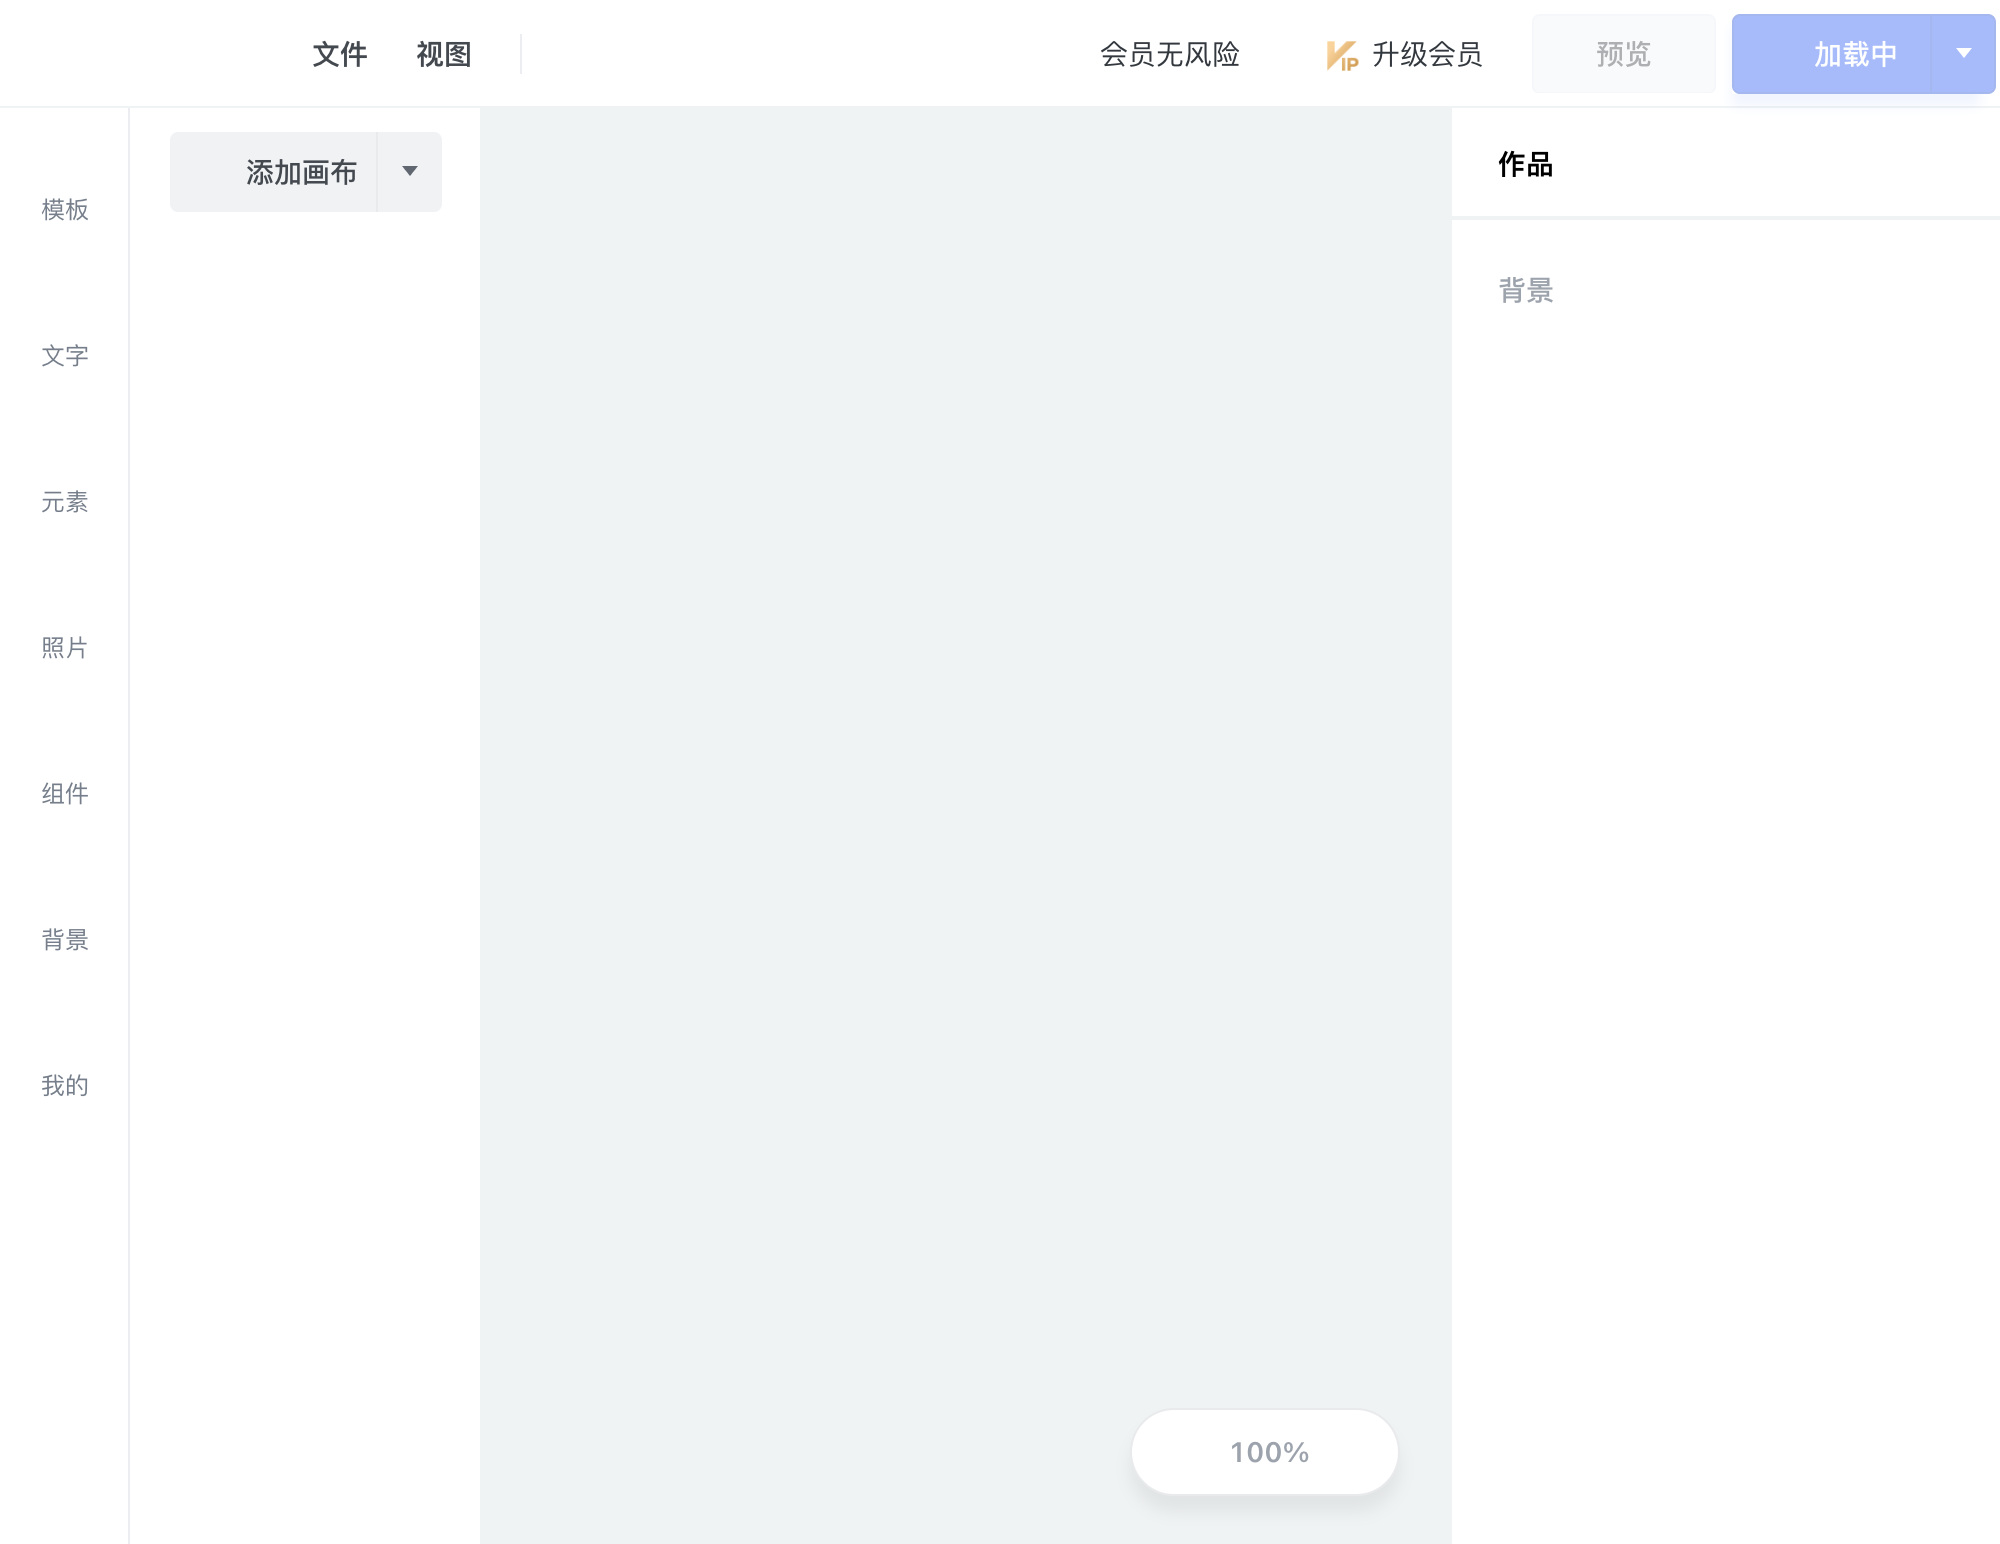 文件 视图 会员无风险 VIP 升级会员 预览 加载中
添加画布
作品
模板
背景
文字
元素
照片
组件
背景
我的
100%